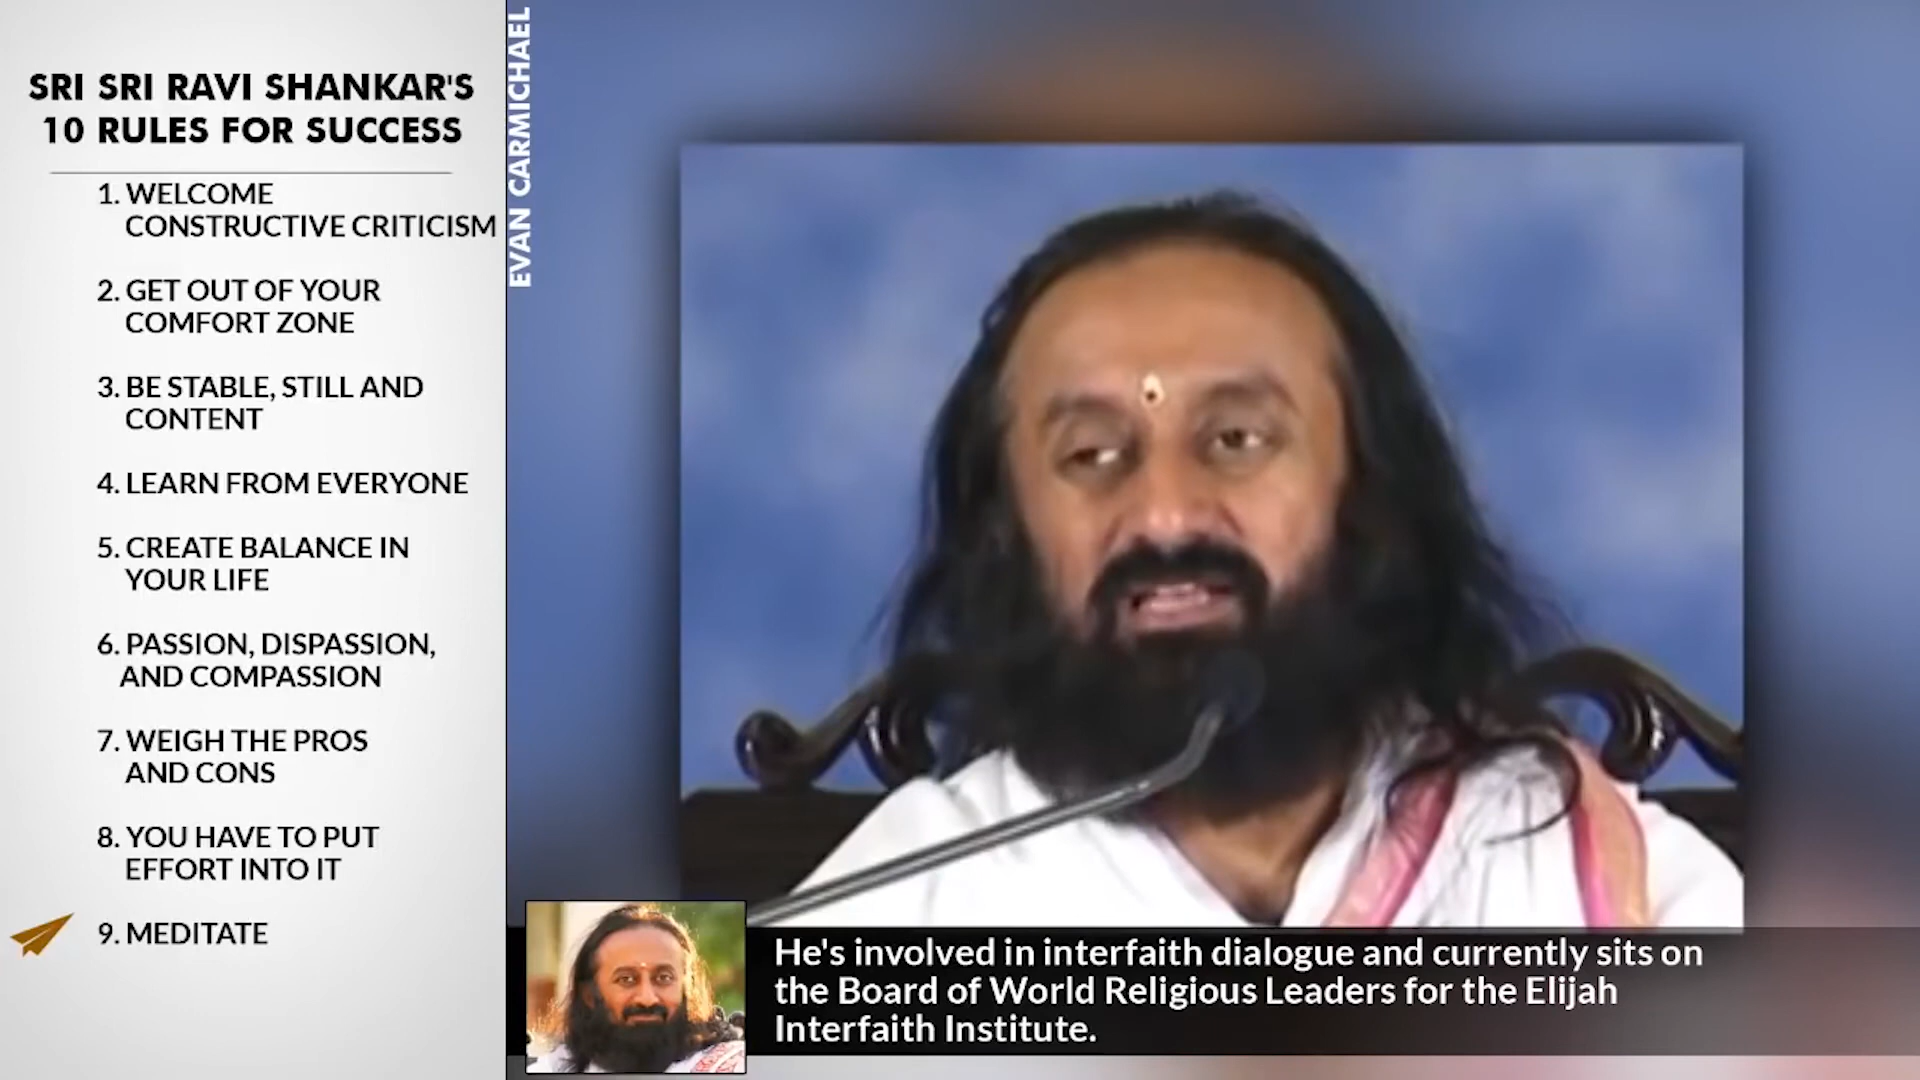 SRI SRI RAVI SHANKAR'S
10 RULES FOR SUCCESS
1. WELCOME
CONSTRUCTIVE CRITICISM
2. GET OUT OF YOUR
COMFORT ZONE
3. BE STABLE, STILL AND
CONTENT
4. LEARN FROM EVERYONE
5. CREATE BALANCE IN
YOUR LIFE
6. PASSION, DISPASSION,
AND COMPASSION
7. WEIGH THE PROS
AND CONS
8. YOU HAVE TO PUT
EFFORT INTO IT
9. MEDITATE
EVAN CARMICHAEL
He's involved in interfaith dialogue and currently sits on
the Board of World Religious Leaders for the Elijah
Interfaith Institute.